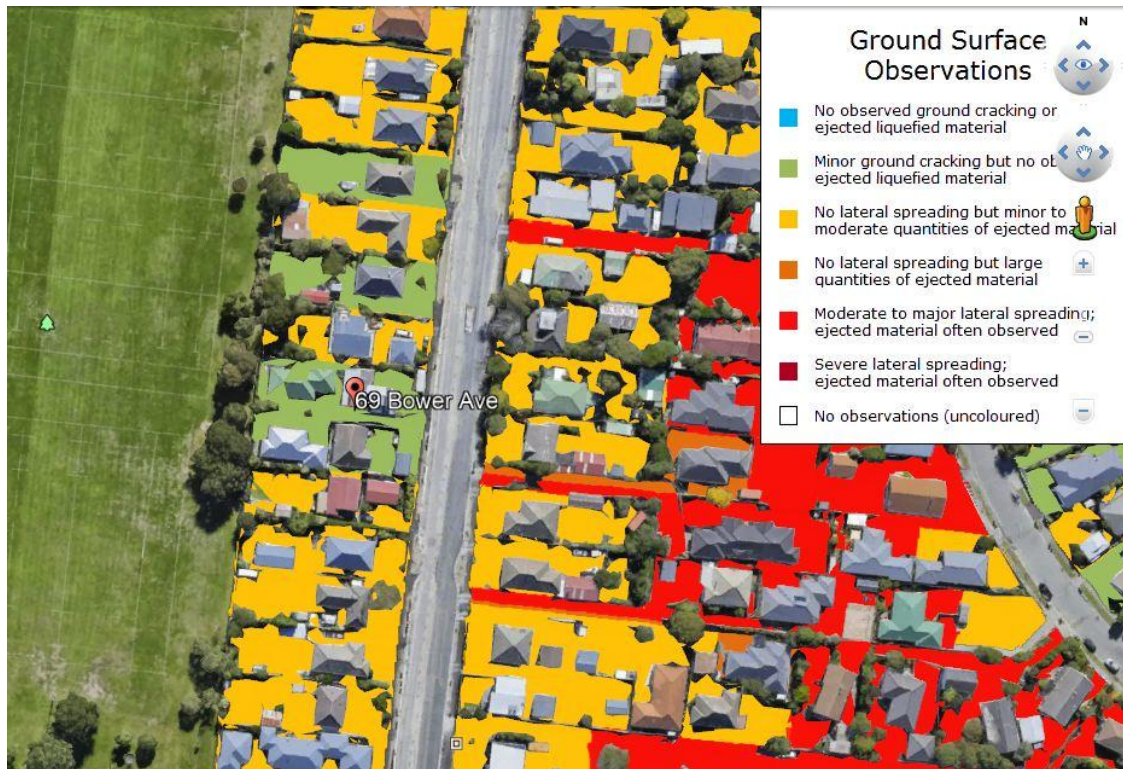 Ground Surface
Observations
N
No observed ground cracking or
ejected liquefied material
Minor ground cracking but no ob
ejected liquefied material
No lateral spreading but minor to
moderate quantities of ejected material
No lateral spreading but large
quantities of ejected material
Moderate to major lateral spreading;
ejected material often observed
Severe lateral spreading;
ejected material often observed
No observations (uncoloured)
69 Bower Ave